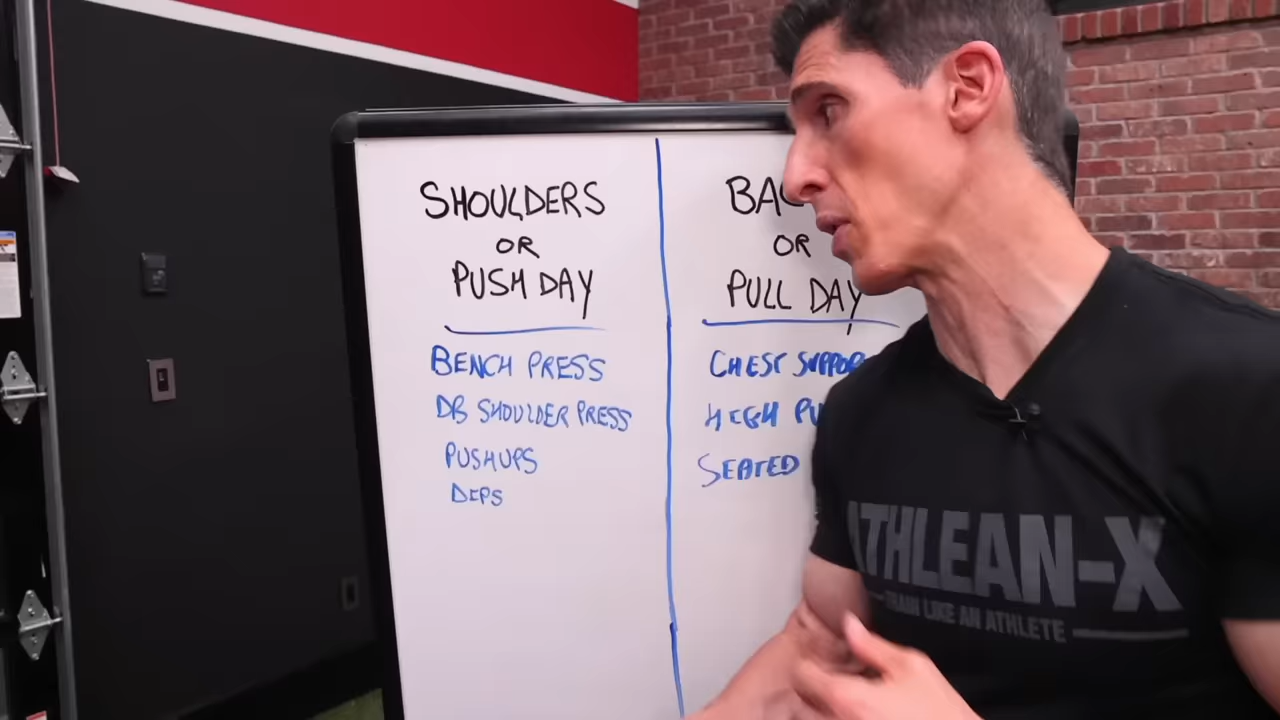 SHOULDERS
OR
PUSH DAY
BENCH PRESS
DB SHOULDER PRESS
PUSHUPS
DIPS
OR
PULL DAY
CHEST
HIGH
SEATED
ATHLEAN-X
TRAIN LIKE AN ATHLETE